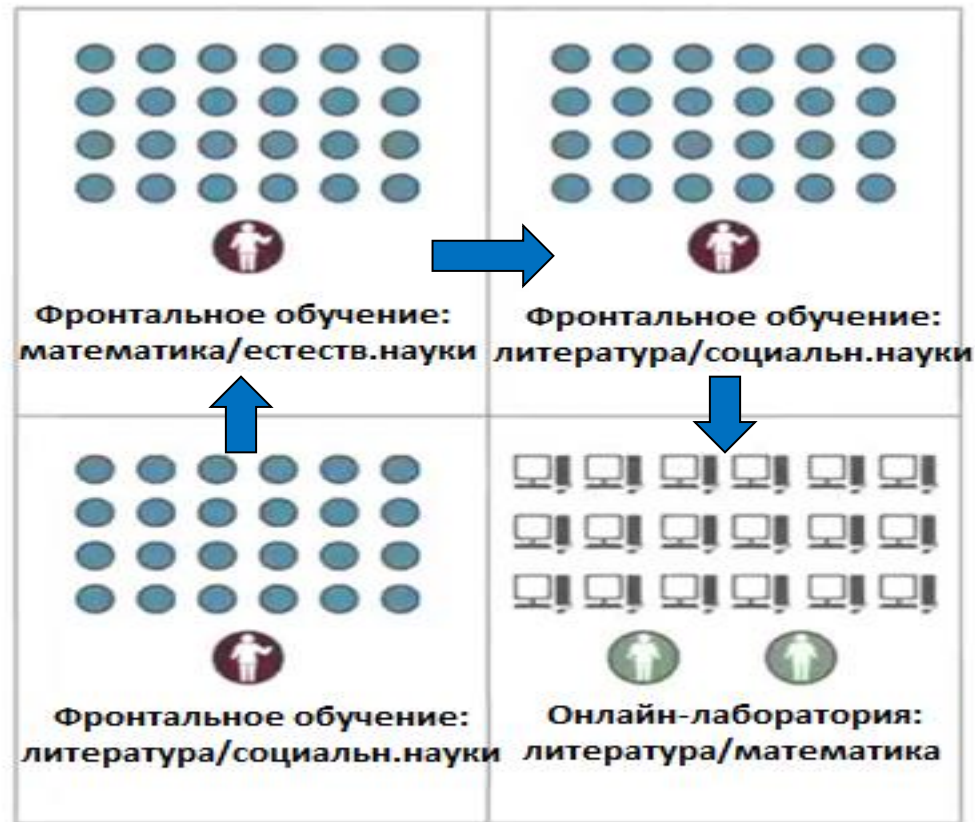 Фронтальное обучение:
математика/естеств.науки
Фронтальное обучение:
литература/социальн.науки
Фронтальное обучение:
литература/социальн.науки
Онлайн-лаборатория:
литература/математика